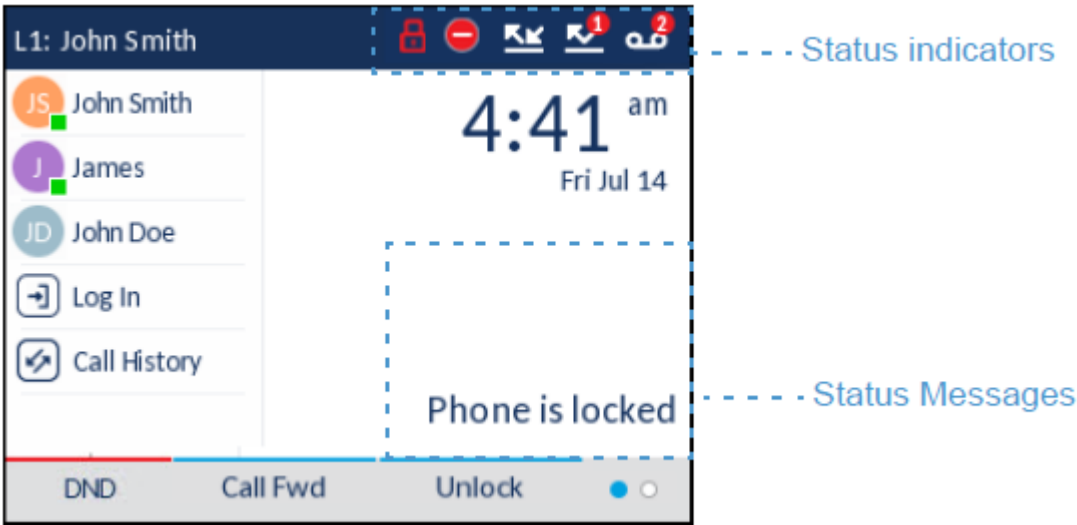 L1: John Smith
1
2
Status indicators
JS John Smith
4:41 am
J James
Fri Jul 14
JD John Doe
Log In
Call History
Status Messages
Phone is locked
DND Call Fwd Unlock